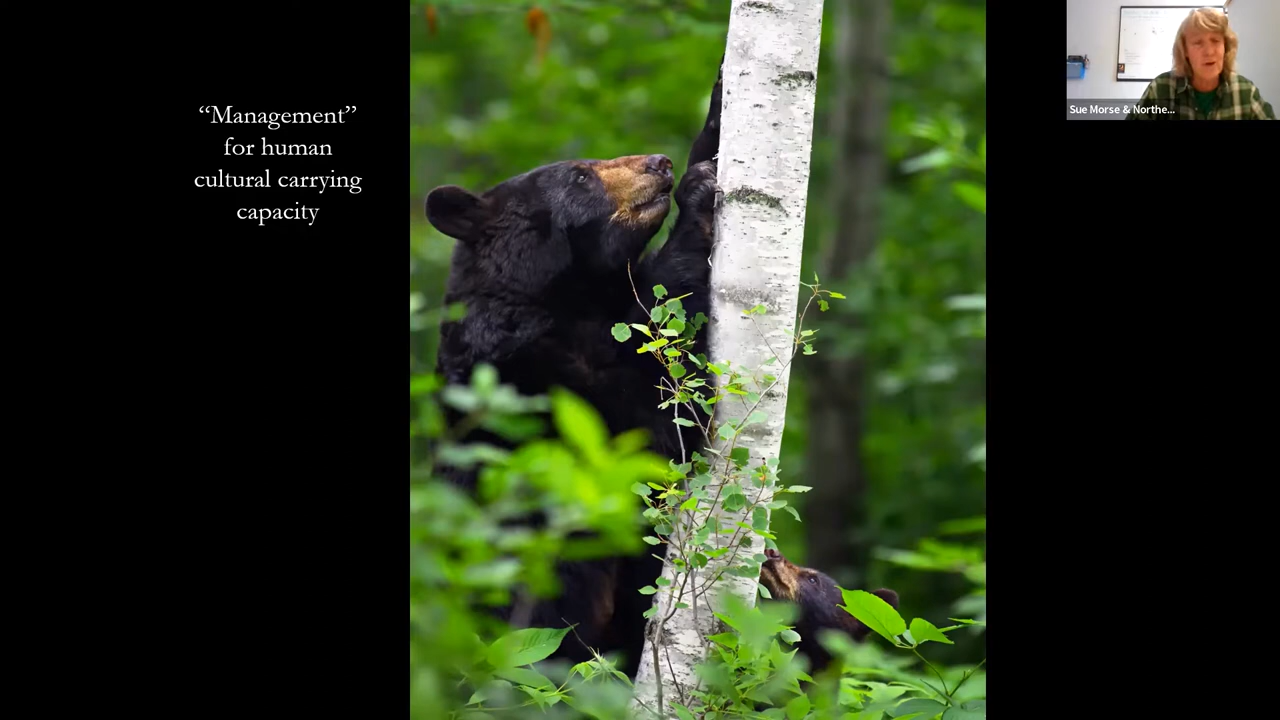 “Management”
for human
cultural carrying
capacity
Sue Morse & Northe...